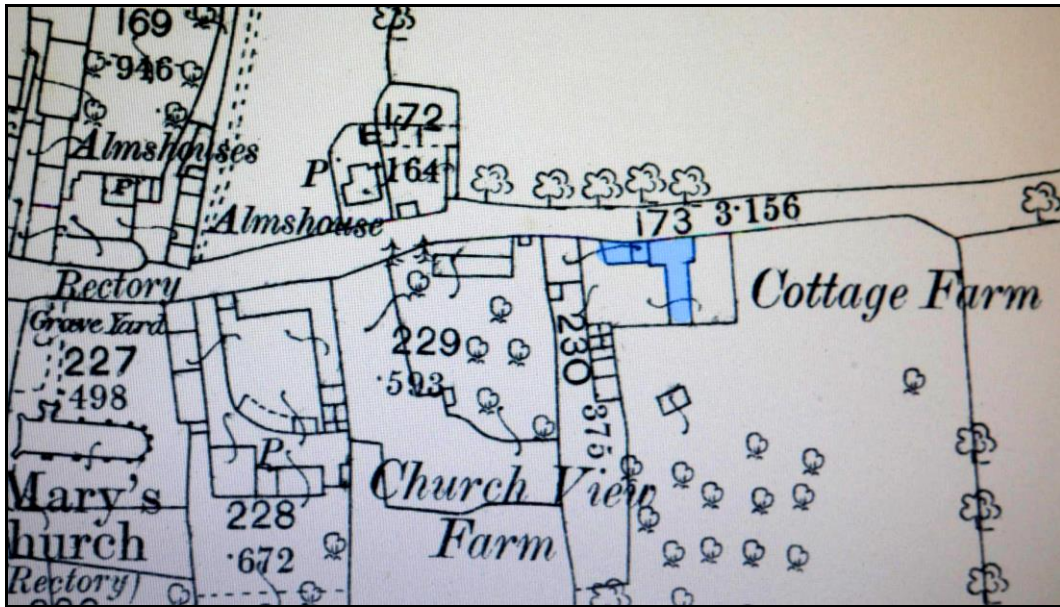 169
·946
Almshouses
P
172
P
·164
Almshouse
173 3·156
Rectory
Grave Yard
227
·498
229
·593
230
·375
Cottage Farm
P
Mary's
Church View
Farm
228
·672
hurch
(Rectory)